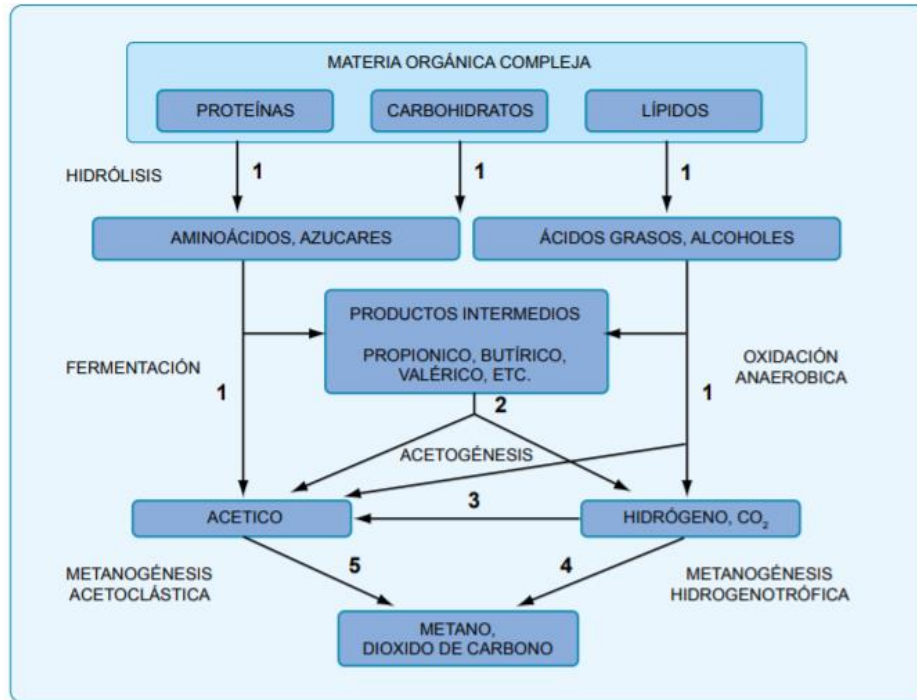 MATERIA ORGÁNICA COMPLEJA
PROTEÍNAS
CARBOHIDRATOS
LÍPIDOS
HIDRÓLISIS
1
1
1
AMINOÁCIDOS, AZUCARES
ÁCIDOS GRASOS, ALCOHOLES
PRODUCTOS INTERMEDIOS
PROPIONICO, BUTÍRICO,
VALÉRICO, ETC.
FERMENTACIÓN
1
OXIDACIÓN
ANAEROBICA
1
2
ACETOGÉNESIS
ACETICO
3
HIDRÓGENO, CO₂
METANOGÉNESIS
ACETOCLÁSTICA
5
4
METANOGÉNESIS
HIDROGENOTRÓFICA
METANO,
DIOXIDO DE CARBONO